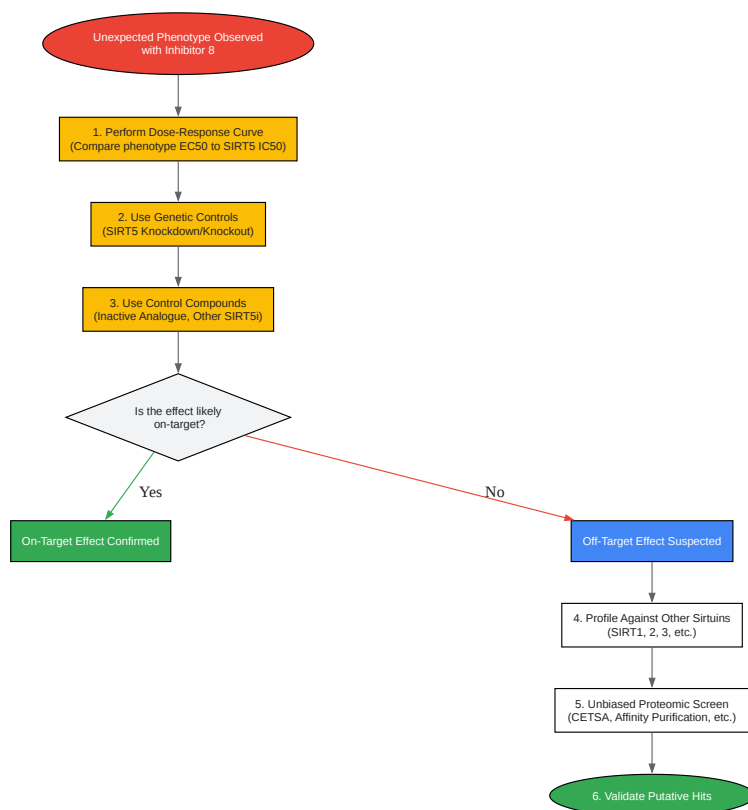 Unexpected Phenotype Observed
with Inhibitor 8
1. Perform Dose-Response Curve
(Compare phenotype EC50 to SIRT5 IC50)
2. Use Genetic Controls
(SIRT5 Knockdown/Knockout)
3. Use Control Compounds
(Inactive Analogue, Other SIRT5i)
Is the effect likely
on-target?
Yes
No
On-Target Effect Confirmed
Off-Target Effect Suspected
4. Profile Against Other Sirtuins
(SIRT1, 2, 3, etc.)
5. Unbiased Proteomic Screen
(CETSA, Affinity Purification, etc.)
6. Validate Putative Hits